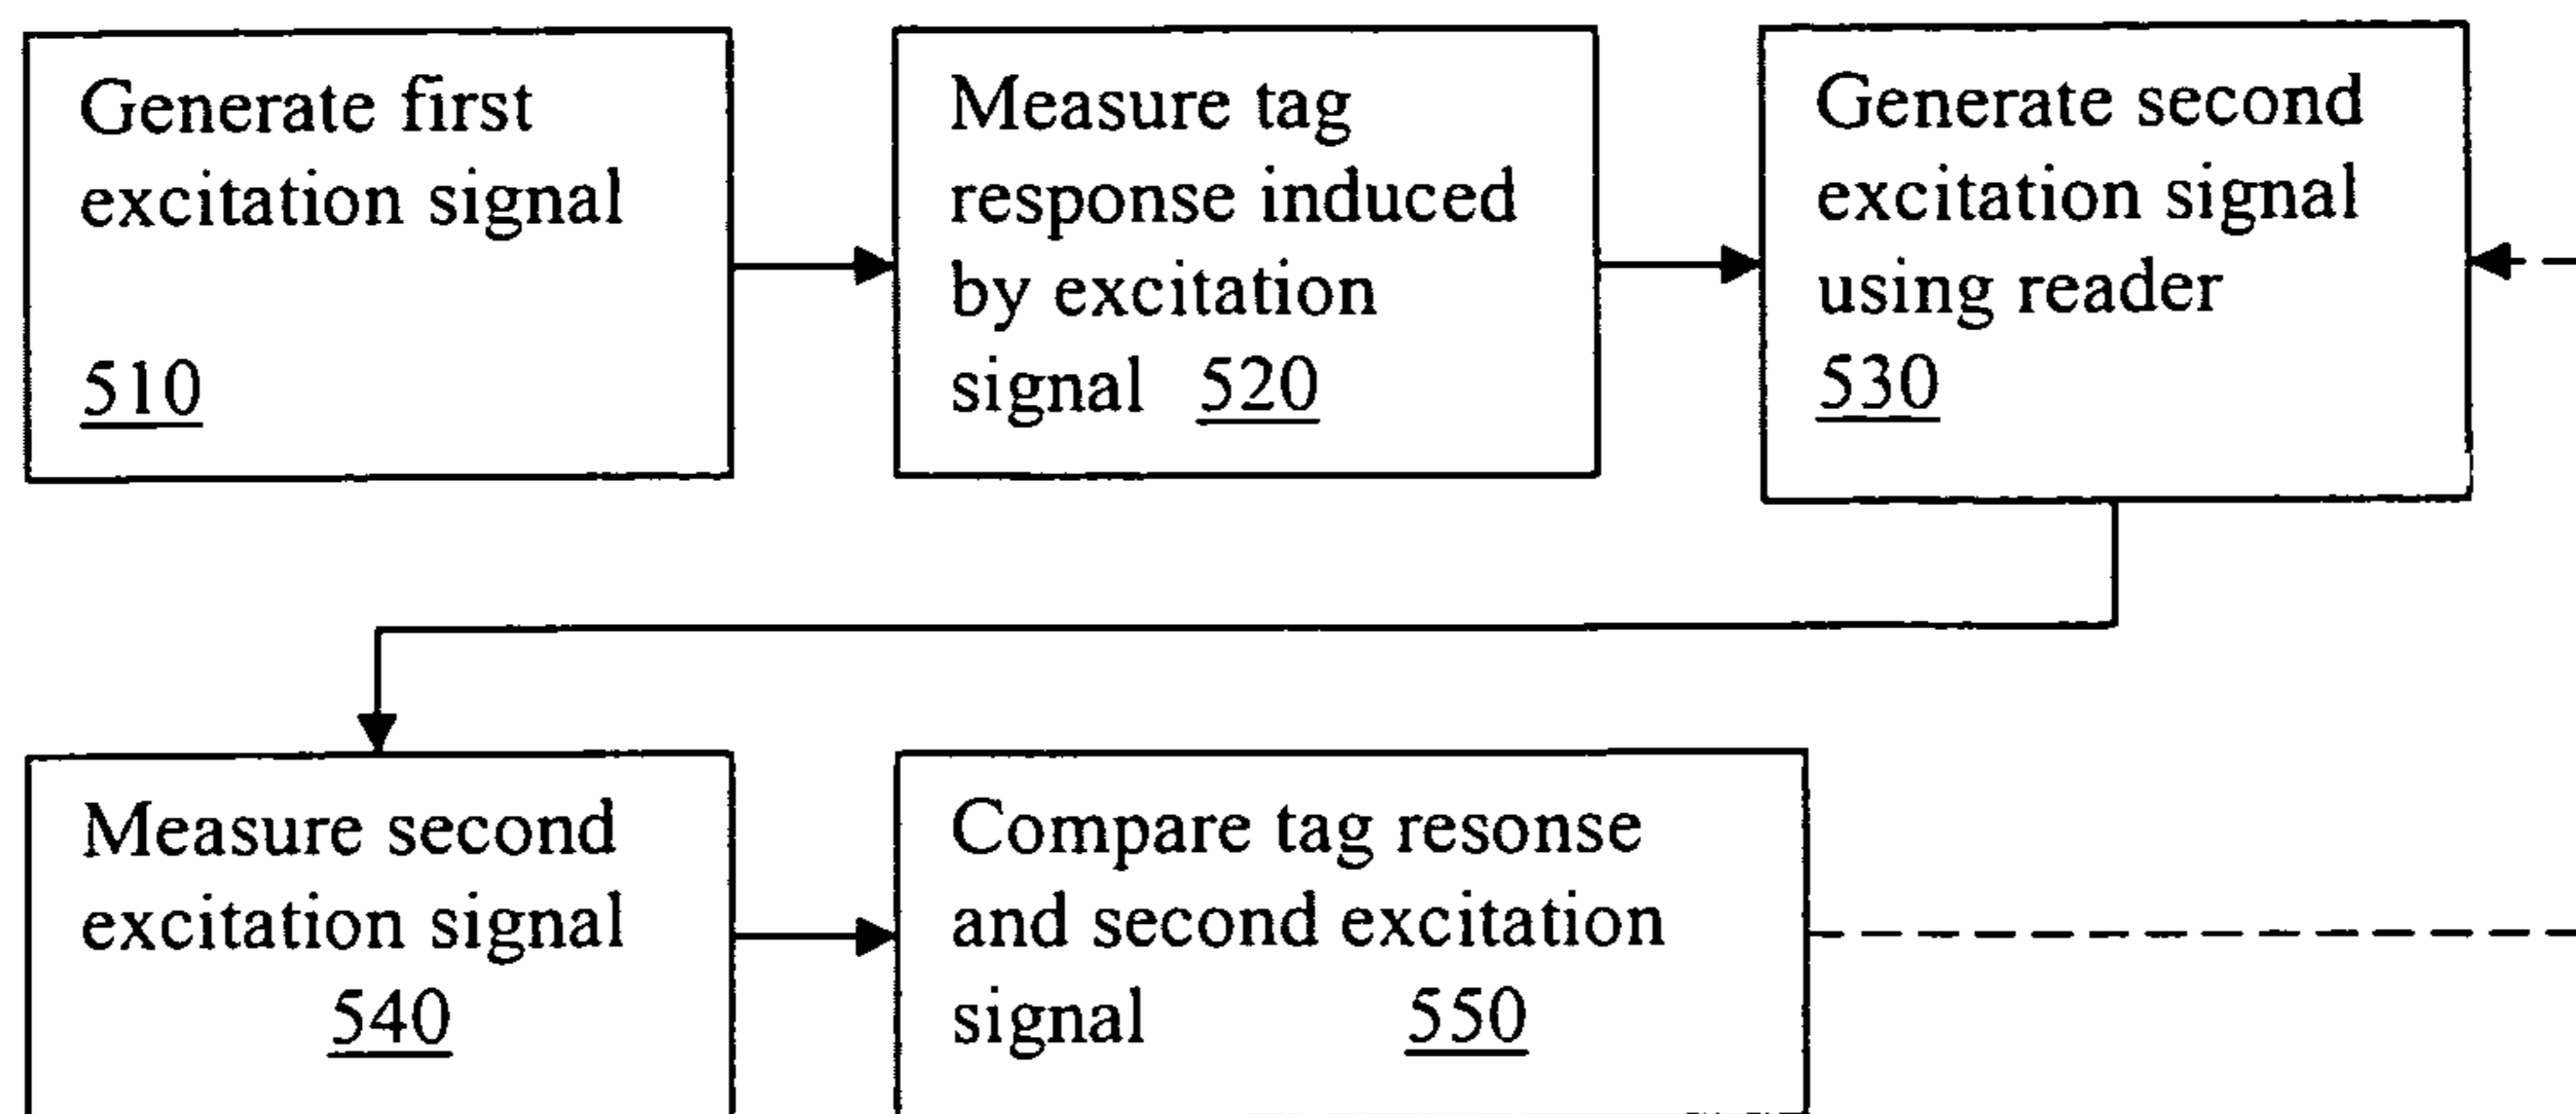 Generate first
excitation signal
510
Measure tag
response induced
by excitation
signal 520
Generate second
excitation signal
using reader
530
Measure second
excitation signal
540
Compare tag resonse
and second excitation
signal 550